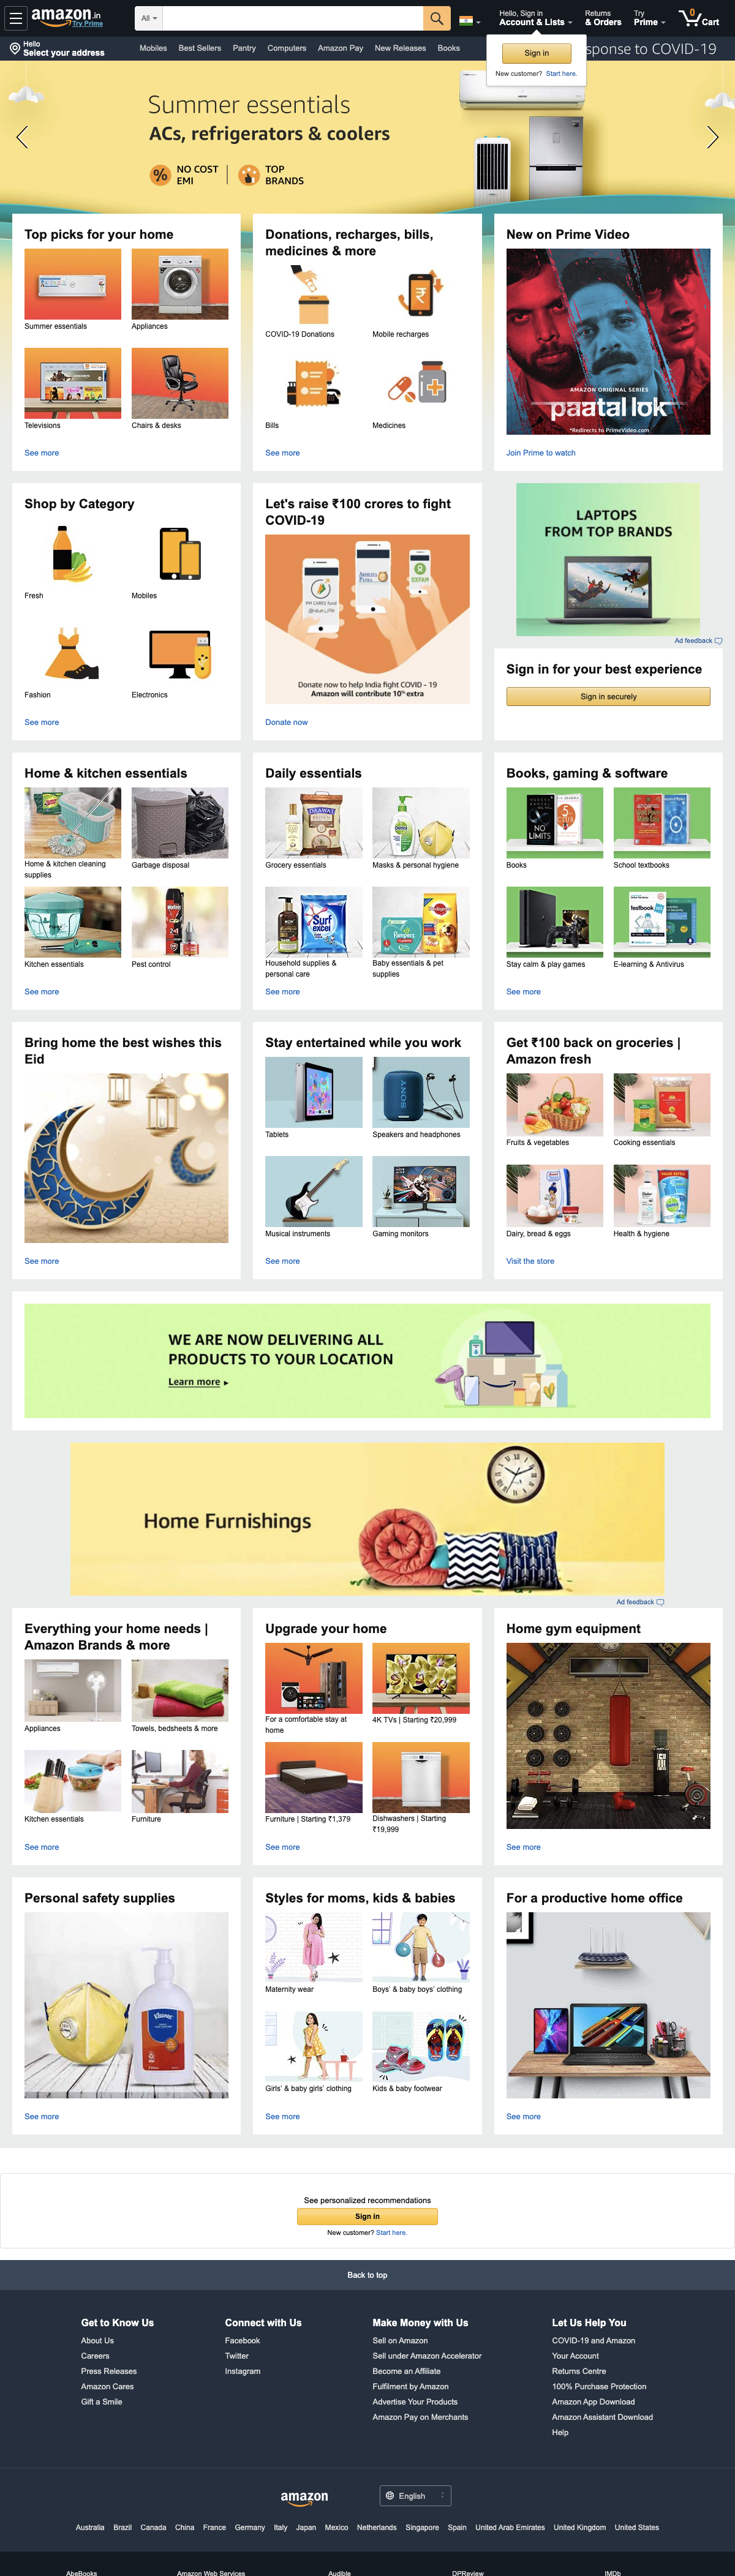 amazon.in
Try Prime
All
Hello, Sign in
Account & Lists
Returns
& Orders
Try
Prime
0
Cart
Hello
Select your address
Mobiles
Best Sellers
Pantry
Computers
Amazon Pay
New Releases
Books
sponse to COVID-19
Sign in
New customer? Start here.
Summer essentials
ACs, refrigerators & coolers
NO COST
EMI
TOP
BRANDS
Top picks for your home
Summer essentials
Appliances
Televisions
Chairs & desks
See more
Donations, recharges, bills,
medicines & more
COVID-19 Donations
Mobile recharges
Bills
Medicines
See more
New on Prime Video
AMAZON ORIGINAL SERIES
paatal lok
*Redirects to PrimeVideo.com
Join Prime to watch
Shop by Category
Fresh
Mobiles
Fashion
Electronics
See more
Let's raise ₹100 crores to fight
COVID-19
PM CARES fund
AKSHAYA
PATRA
OXFAM
Donate now to help India fight COVID - 19
Amazon will contribute 10% extra
Donate now
LAPTOPS
FROM TOP BRANDS
Ad feedback
Sign in for your best experience
Sign in securely
Home & kitchen essentials
Home & kitchen cleaning
supplies
Garbage disposal
Kitchen essentials
Pest control
See more
Daily essentials
DAAWAT
Dettol
Grocery essentials
Masks & personal hygiene
Surf
excel
Pampers
Pedigree
Household supplies &
personal care
Baby essentials & pet
supplies
See more
Books, gaming & software
NO
LIMITS
Books
School textbooks
textbook
Stay calm & play games
E-learning & Antivirus
See more
Bring home the best wishes this
Eid
See more
Stay entertained while you work
SONY
Tablets
Speakers and headphones
Musical instruments
Gaming monitors
See more
Get ₹100 back on groceries |
Amazon fresh
Fruits & vegetables
Cooking essentials
Dairy, bread & eggs
Health & hygiene
Visit the store
WE ARE NOW DELIVERING ALL
PRODUCTS TO YOUR LOCATION
Learn more
Home Furnishings
Ad feedback
Everything your home needs |
Amazon Brands & more
Appliances
Towels, bedsheets & more
Kitchen essentials
Furniture
See more
Upgrade your home
For a comfortable stay at
home
4K TVs | Starting ₹20,999
Furniture | Starting ₹1,379
Dishwashers | Starting
₹19,999
See more
Home gym equipment
See more
Personal safety supplies
Kleenex
See more
Styles for moms, kids & babies
Maternity wear
Boys' & baby boys' clothing
Girls' & baby girls' clothing
Kids & baby footwear
See more
For a productive home office
See more
See personalized recommendations
Sign in
New customer? Start here.
Back to top
Get to Know Us
About Us
Careers
Press Releases
Amazon Cares
Gift a Smile
Connect with Us
Facebook
Twitter
Instagram
Make Money with Us
Sell on Amazon
Sell under Amazon Accelerator
Become an Affiliate
Fulfilment by Amazon
Advertise Your Products
Amazon Pay on Merchants
Let Us Help You
COVID-19 and Amazon
Your Account
Returns Centre
100% Purchase Protection
Amazon App Download
Amazon Assistant Download
Help
amazon
English
Australia
Brazil
Canada
China
France
Germany
Italy
Japan
Mexico
Netherlands
Singapore
Spain
United Arab Emirates
United Kingdom
United States
AbeBooks
Amazon Web Services
Audible
DPReview
IMDb